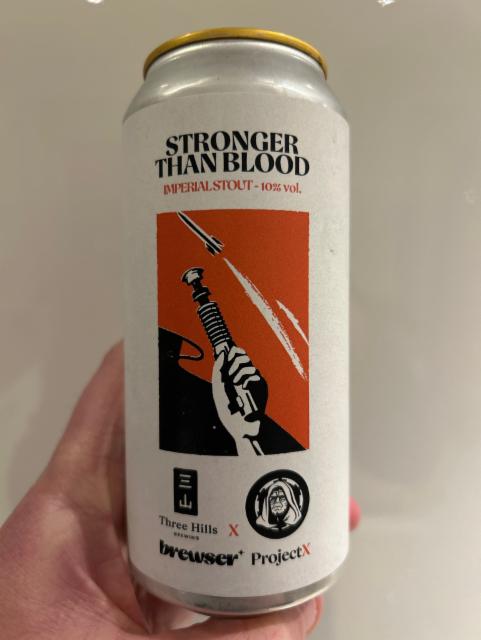 STRONGER
THAN BLOOD
IMPERIAL STOUT - 10% vol.
三
山
Three Hills X
BREWING
brewser+ ProjectX